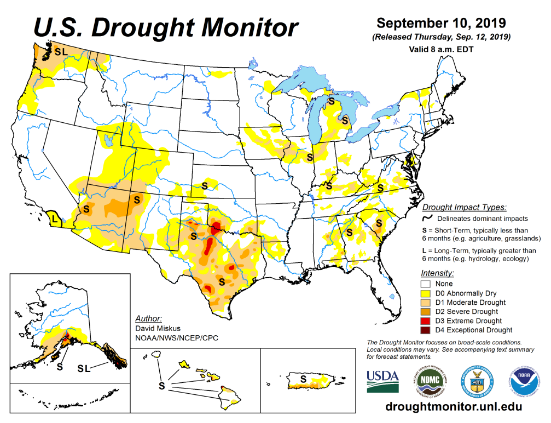 U.S. Drought Monitor
September 10, 2019
(Released Thursday, Sep. 12, 2019)
Valid 8 a.m. EDT
SL
S
S
S
S
S
S
S
S
S
L
S
S
S
S
Drought Impact Types:
Delineates dominant impacts
S = Short-Term, typically less than
6 months (e.g. agriculture, grasslands)
L = Long-Term, typically greater than
6 months (e.g. hydrology, ecology)
Intensity:
None
D0 Abnormally Dry
D1 Moderate Drought
D2 Severe Drought
D3 Extreme Drought
D4 Exceptional Drought
Author:
David Miskus
NOAA/NWS/NCEP/CPC
S
SL
S
S
The Drought Monitor focuses on broad-scale conditions.
Local conditions may vary. See accompanying text summary
for forecast statements.
USDA
NDMC
NOAA
droughtmonitor.unl.edu